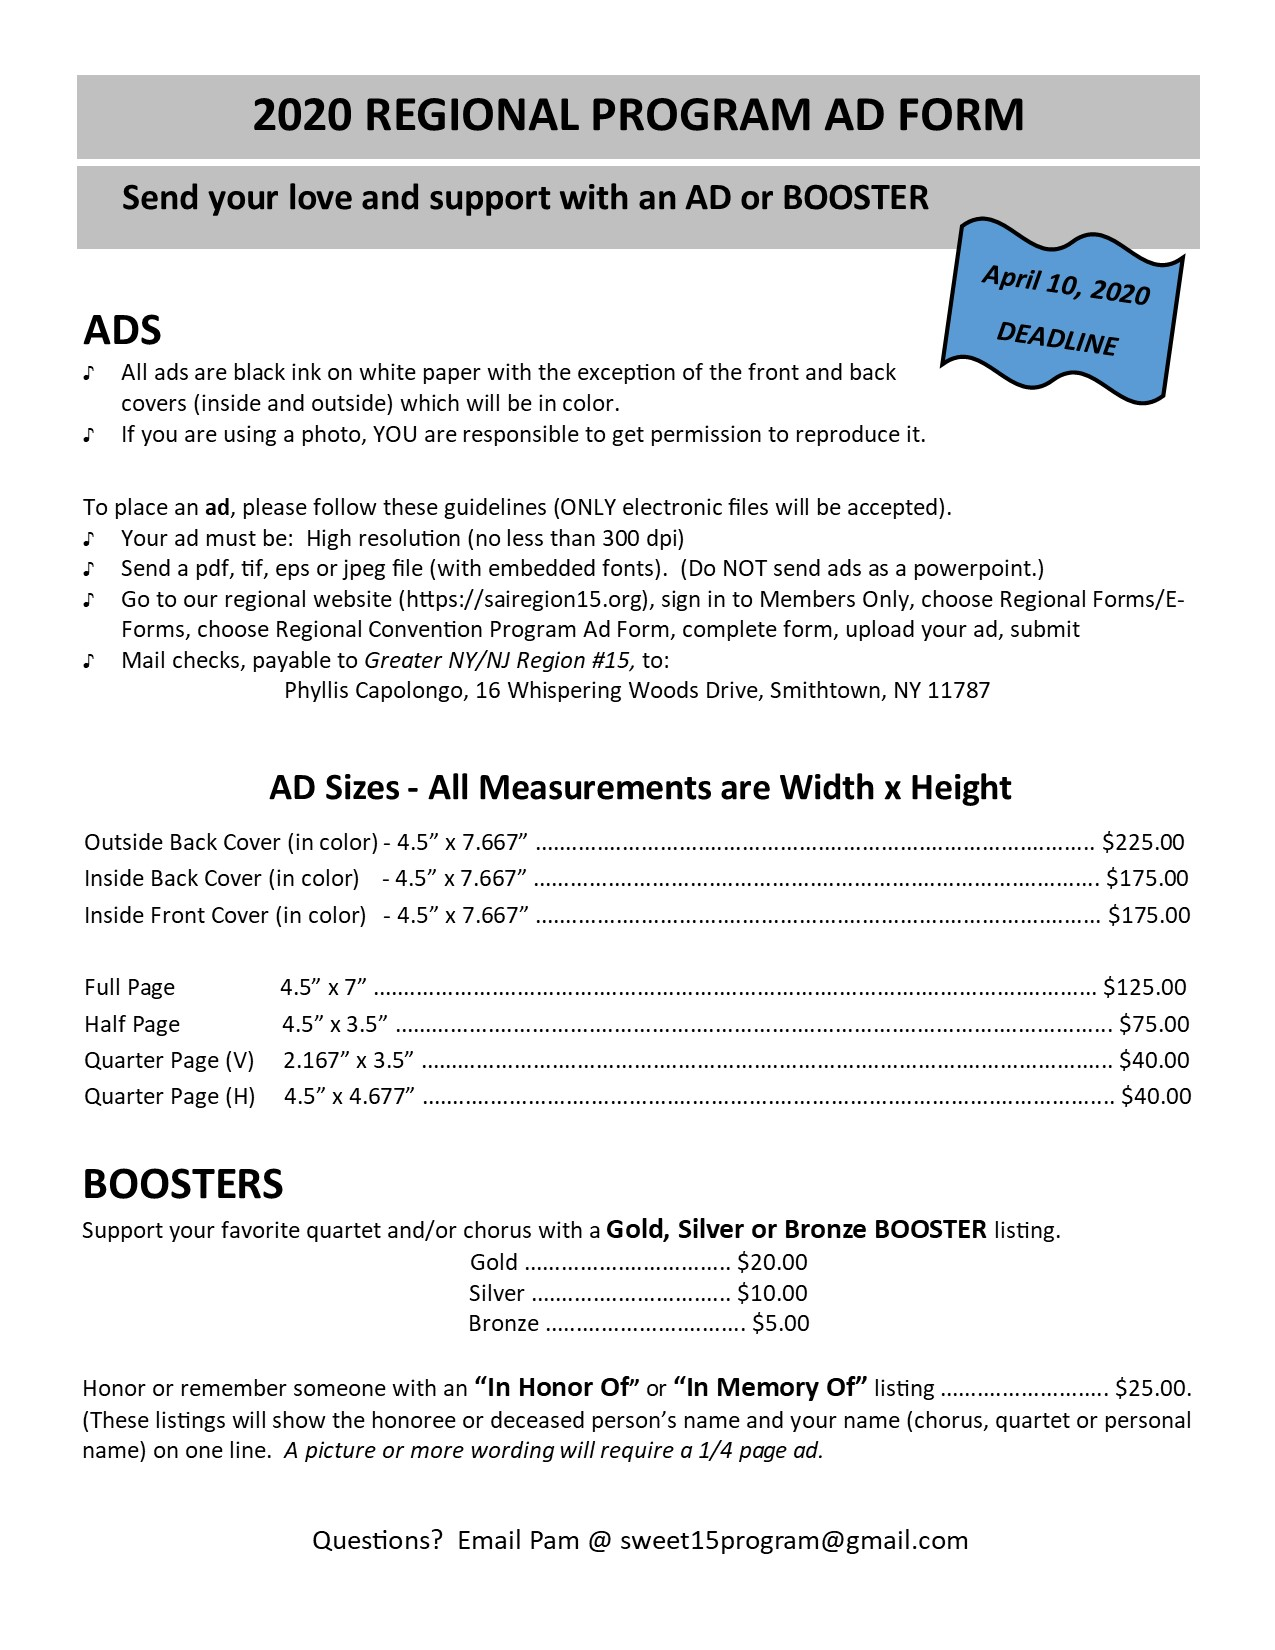 2020 REGIONAL PROGRAM AD FORM
Send your love and support with an AD or BOOSTER
April 10, 2020
DEADLINE
ADS
♪ All ads are black ink on white paper with the exception of the front and back
covers (inside and outside) which will be in color.
♪ If you are using a photo, YOU are responsible to get permission to reproduce it.
To place an ad, please follow these guidelines (ONLY electronic files will be accepted).
♪ Your ad must be:  High resolution (no less than 300 dpi)
♪ Send a pdf, tif, eps or jpeg file (with embedded fonts).  (Do NOT send ads as a powerpoint.)
♪ Go to our regional website (https://sairegion15.org), sign in to Members Only, choose Regional Forms/E-
Forms, choose Regional Convention Program Ad Form, complete form, upload your ad, submit
♪ Mail checks, payable to Greater NY/NJ Region #15, to:
Phyllis Capolongo, 16 Whispering Woods Drive, Smithtown, NY 11787
AD Sizes - All Measurements are Width x Height
Outside Back Cover (in color) - 4.5” x 7.667” ........................................................................................... $225.00
Inside Back Cover (in color) - 4.5” x 7.667” ............................................................................................ $175.00
Inside Front Cover (in color) - 4.5” x 7.667” ............................................................................................ $175.00
Full Page 4.5” x 7” ...................................................................................................................... $125.00
Half Page 4.5” x 3.5” ..................................................................................................................... $75.00
Quarter Page (V) 2.167” x 3.5” ................................................................................................................ $40.00
Quarter Page (H) 4.5” x 4.677” ................................................................................................................ $40.00
BOOSTERS
Support your favorite quartet and/or chorus with a Gold, Silver or Bronze BOOSTER listing.
Gold .................................. $20.00
Silver ................................. $10.00
Bronze ................................. $5.00
Honor or remember someone with an “In Honor Of” or “In Memory Of” listing ........................... $25.00.
(These listings will show the honoree or deceased person’s name and your name (chorus, quartet or personal
name) on one line.  A picture or more wording will require a 1/4 page ad.
Questions?  Email Pam @ sweet15program@gmail.com